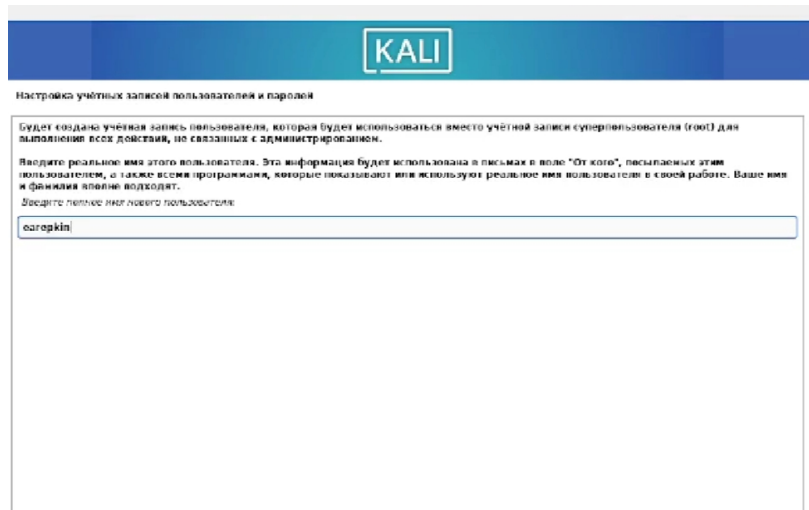 KALI
Настройка учётных записей пользователей и паролей
Будет создана учётная запись пользователя, которая будет использоваться вместо учётной записи суперпользователя (root) для
выполнения всех действий, не связанных с администрированием.
Введите реальное имя этого пользователя. Эта информация будет использована в письмах в поле "От кого", посылаемых этим
пользователем, а также всеми программами, которые показывают или используют реальное имя пользователя в своей работе. Ваше имя
и фамилия вполне подходят.
Введите полное имя нового пользователя:
earepkin